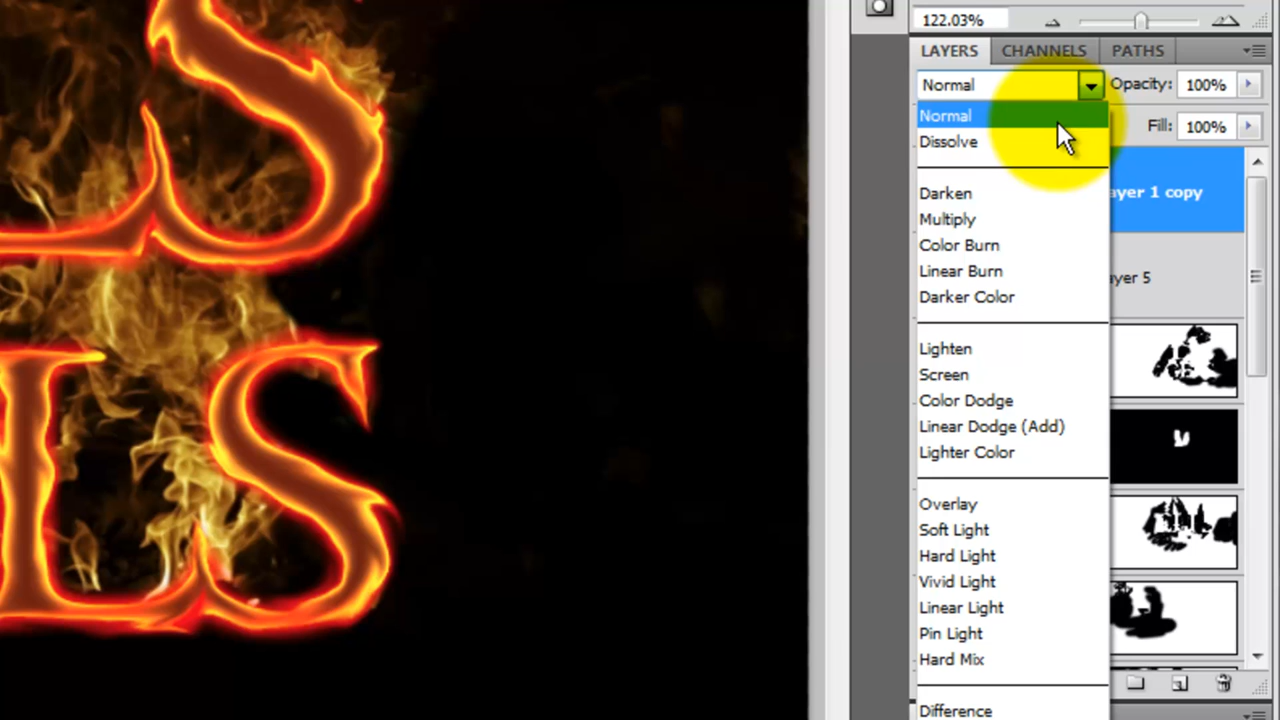 122.03%
LAYERS CHANNELS PATHS
Normal Opacity: 100%
Normal
Fill: 100%
Dissolve
ayer 1 copy
Darken
Multiply
Color Burn
Linear Burn
ayer 5
Darker Color
Lighten
Screen
Color Dodge
Linear Dodge (Add)
Lighter Color
Overlay
Soft Light
Hard Light
Vivid Light
Linear Light
Pin Light
Hard Mix
Difference
S
LS